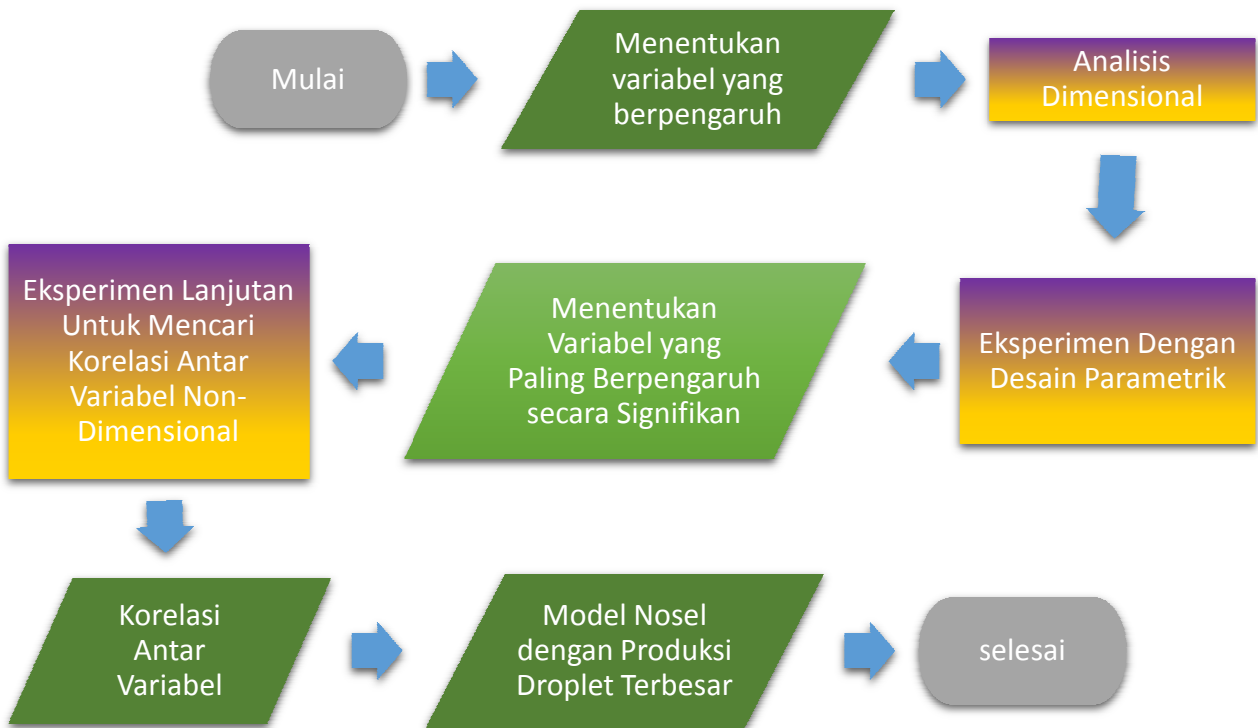 Mulai
Menentukan
variabel yang
berpengaruh
Analisis
Dimensional
Eksperimen Dengan
Desain Parametrik
Menentukan
Variabel yang
Paling Berpengaruh
secara Signifikan
Eksperimen Lanjutan
Untuk Mencari
Korelasi Antar
Variabel Non-
Dimensional
Korelasi
Antar
Variabel
Model Nosel
dengan Produksi
Droplet Terbesar
selesai